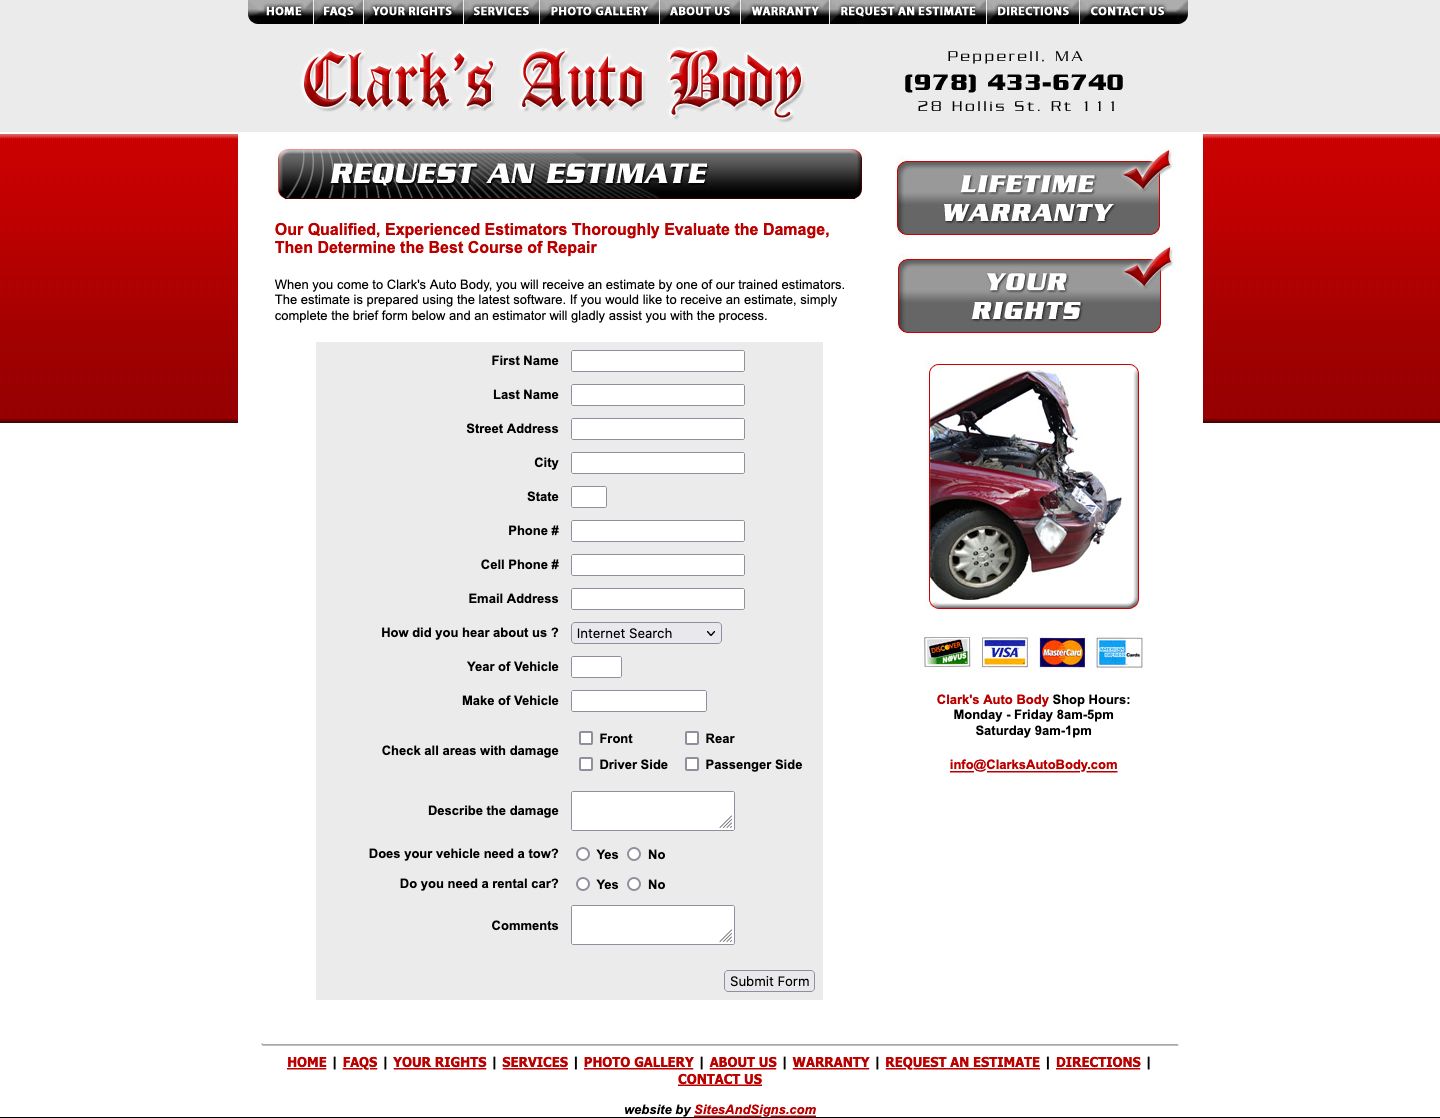 HOME FAQS YOUR RIGHTS SERVICES PHOTO GALLERY ABOUT US WARRANTY REQUEST AN ESTIMATE DIRECTIONS CONTACT US
Clark's Auto Body
Pepperell, MA
(978) 433-6740
28 Hollis St. Rt 111
REQUEST AN ESTIMATE
Our Qualified, Experienced Estimators Thoroughly Evaluate the Damage,
Then Determine the Best Course of Repair
When you come to Clark's Auto Body, you will receive an estimate by one of our trained estimators.
The estimate is prepared using the latest software. If you would like to receive an estimate, simply
complete the brief form below and an estimator will gladly assist you with the process.
First Name
Last Name
Street Address
City
State
Phone #
Cell Phone #
Email Address
How did you hear about us ? Internet Search
Year of Vehicle
Make of Vehicle
Check all areas with damage
Front Rear
Driver Side Passenger Side
Describe the damage
Does your vehicle need a tow? Yes No
Do you need a rental car? Yes No
Comments
Submit Form
LIFETIME
WARRANTY
YOUR
RIGHTS
DISCOVER
NOVUS
VISA
MasterCard
AMERICAN
EXPRESS Cards
Clark's Auto Body Shop Hours:
Monday - Friday 8am-5pm
Saturday 9am-1pm
info@ClarksAutoBody.com
HOME | FAQS | YOUR RIGHTS | SERVICES | PHOTO GALLERY | ABOUT US | WARRANTY | REQUEST AN ESTIMATE | DIRECTIONS |
CONTACT US
website by SitesAndSigns.com